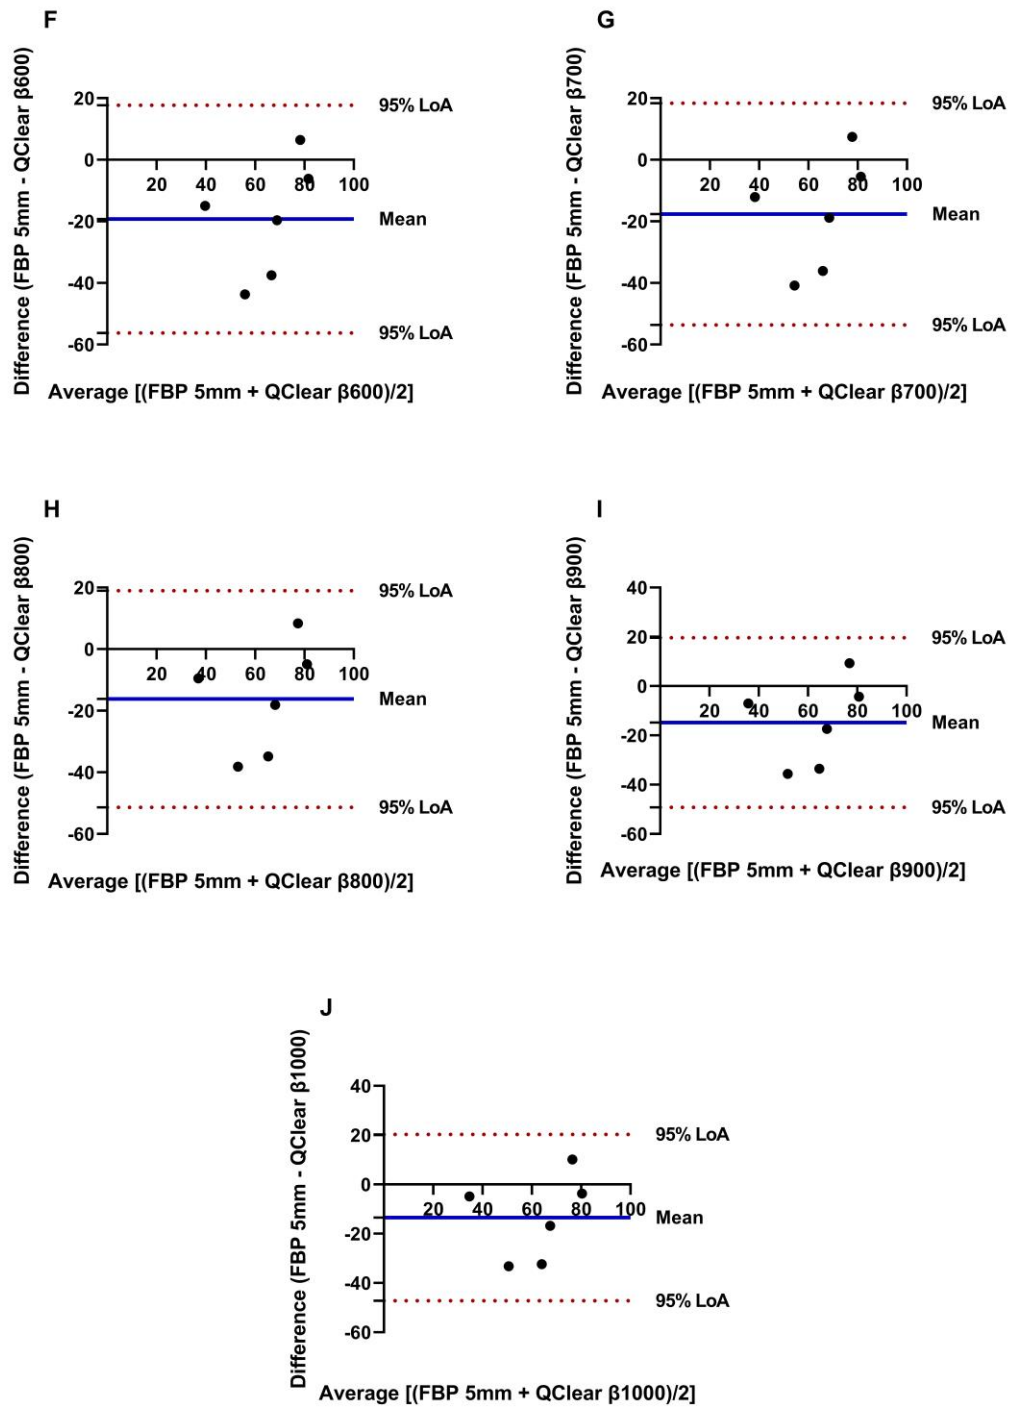 F
Difference (FBP 5mm - QClear β600)
20
0
-20
-40
-60
20 40 60 80 100
95% LoA
Mean
95% LoA
Average [(FBP 5mm + QClear β600)/2]
G
Difference (FBP 5mm - QClear β700)
20
0
-20
-40
-60
20 40 60 80 100
95% LoA
Mean
95% LoA
Average [(FBP 5mm + QClear β700)/2]
H
Difference (FBP 5mm - QClear β800)
20
0
-20
-40
-60
20 40 60 80 100
95% LoA
Mean
95% LoA
Average [(FBP 5mm + QClear β800)/2]
I
Difference (FBP 5mm - QClear β900)
40
20
0
-20
-40
-60
20 40 60 80 100
95% LoA
Mean
95% LoA
Average [(FBP 5mm + QClear β900)/2]
J
Difference (FBP 5mm - QClear β1000)
40
20
0
-20
-40
-60
20 40 60 80 100
95% LoA
Mean
95% LoA
Average [(FBP 5mm + QClear β1000)/2]